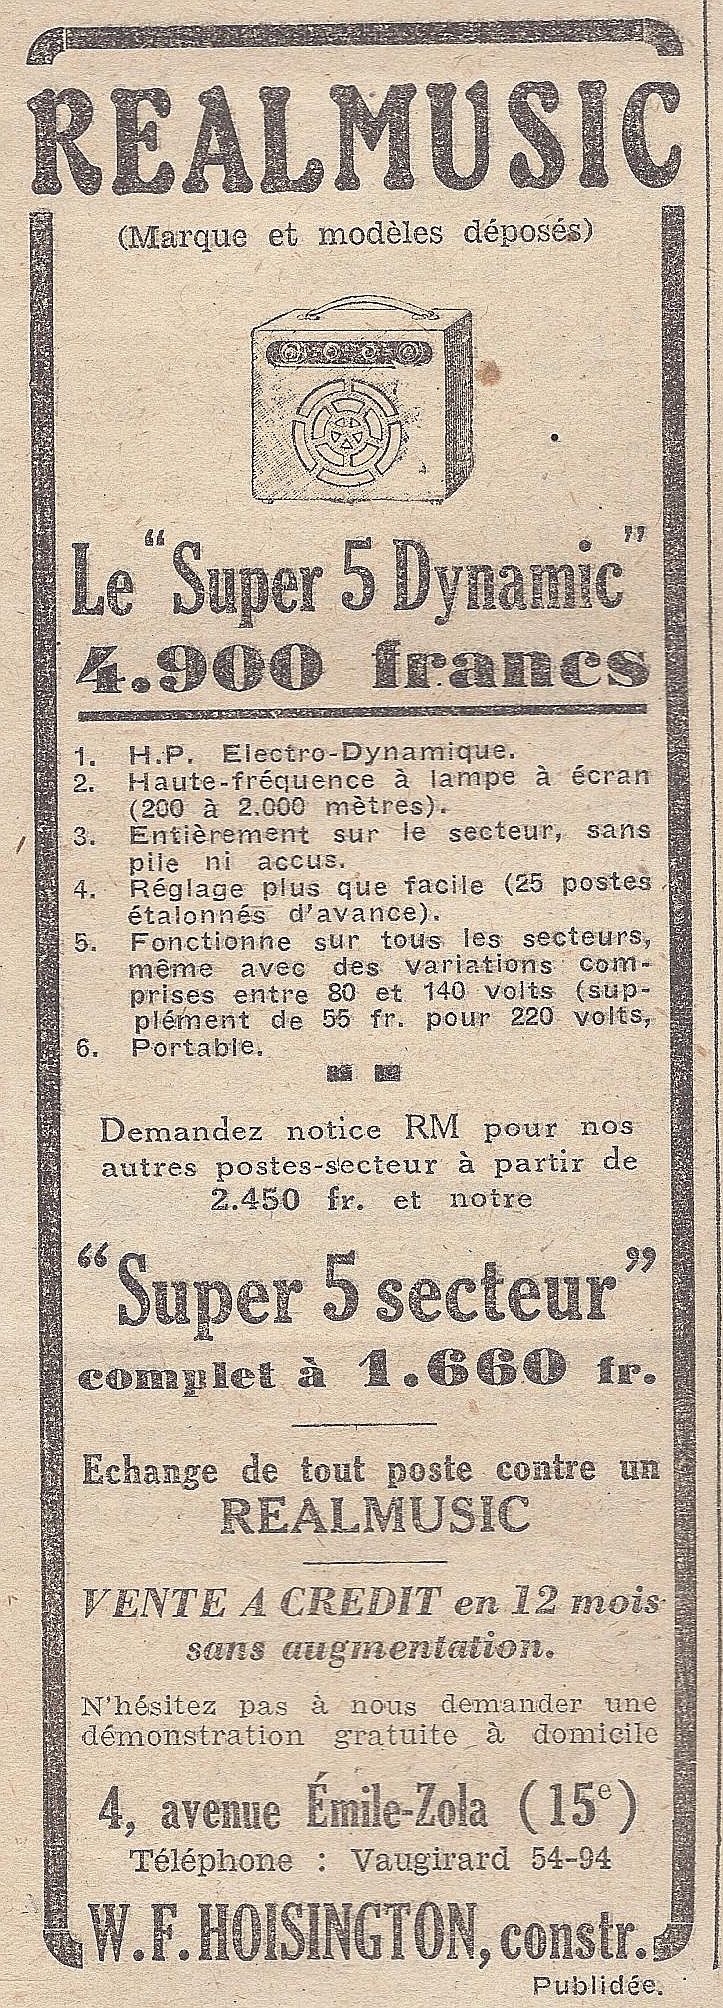 REALMUSIC
(Marque et modèles déposés)
Le "Super 5 Dynamic"
4.900 francs
1. H.P. Electro-Dynamique.
2. Haute-fréquence à lampe à écran
(200 à 2.000 mètres).
3. Entièrement sur le secteur, sans
pile ni accus.
4. Réglage plus que facile (25 postes
étalonnés d'avance).
5. Fonctionne sur tous les secteurs,
même avec des variations com-
prises entre 80 et 140 volts (sup-
plément de 55 fr. pour 220 volts,
6. Portable.
Demandez notice RM pour nos
autres postes-secteur à partir de
2.450 fr. et notre
"Super 5 secteur"
complet à 1.660 fr.
Echange de tout poste contre un
REALMUSIC
VENTE A CREDIT en 12 mois
sans augmentation.
N'hésitez pas à nous demander une
démonstration gratuite à domicile
4, avenue Émile-Zola (15e)
Téléphone : Vaugirard 54-94
W. F. HOISINGTON, constr.
Publidée.